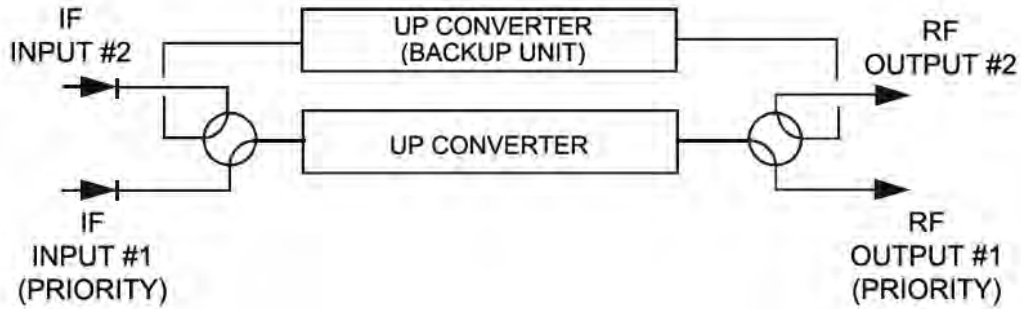 IF
INPUT #2
UP CONVERTER
(BACKUP UNIT)
RF
OUTPUT #2
UP CONVERTER
IF
INPUT #1
(PRIORITY)
RF
OUTPUT #1
(PRIORITY)